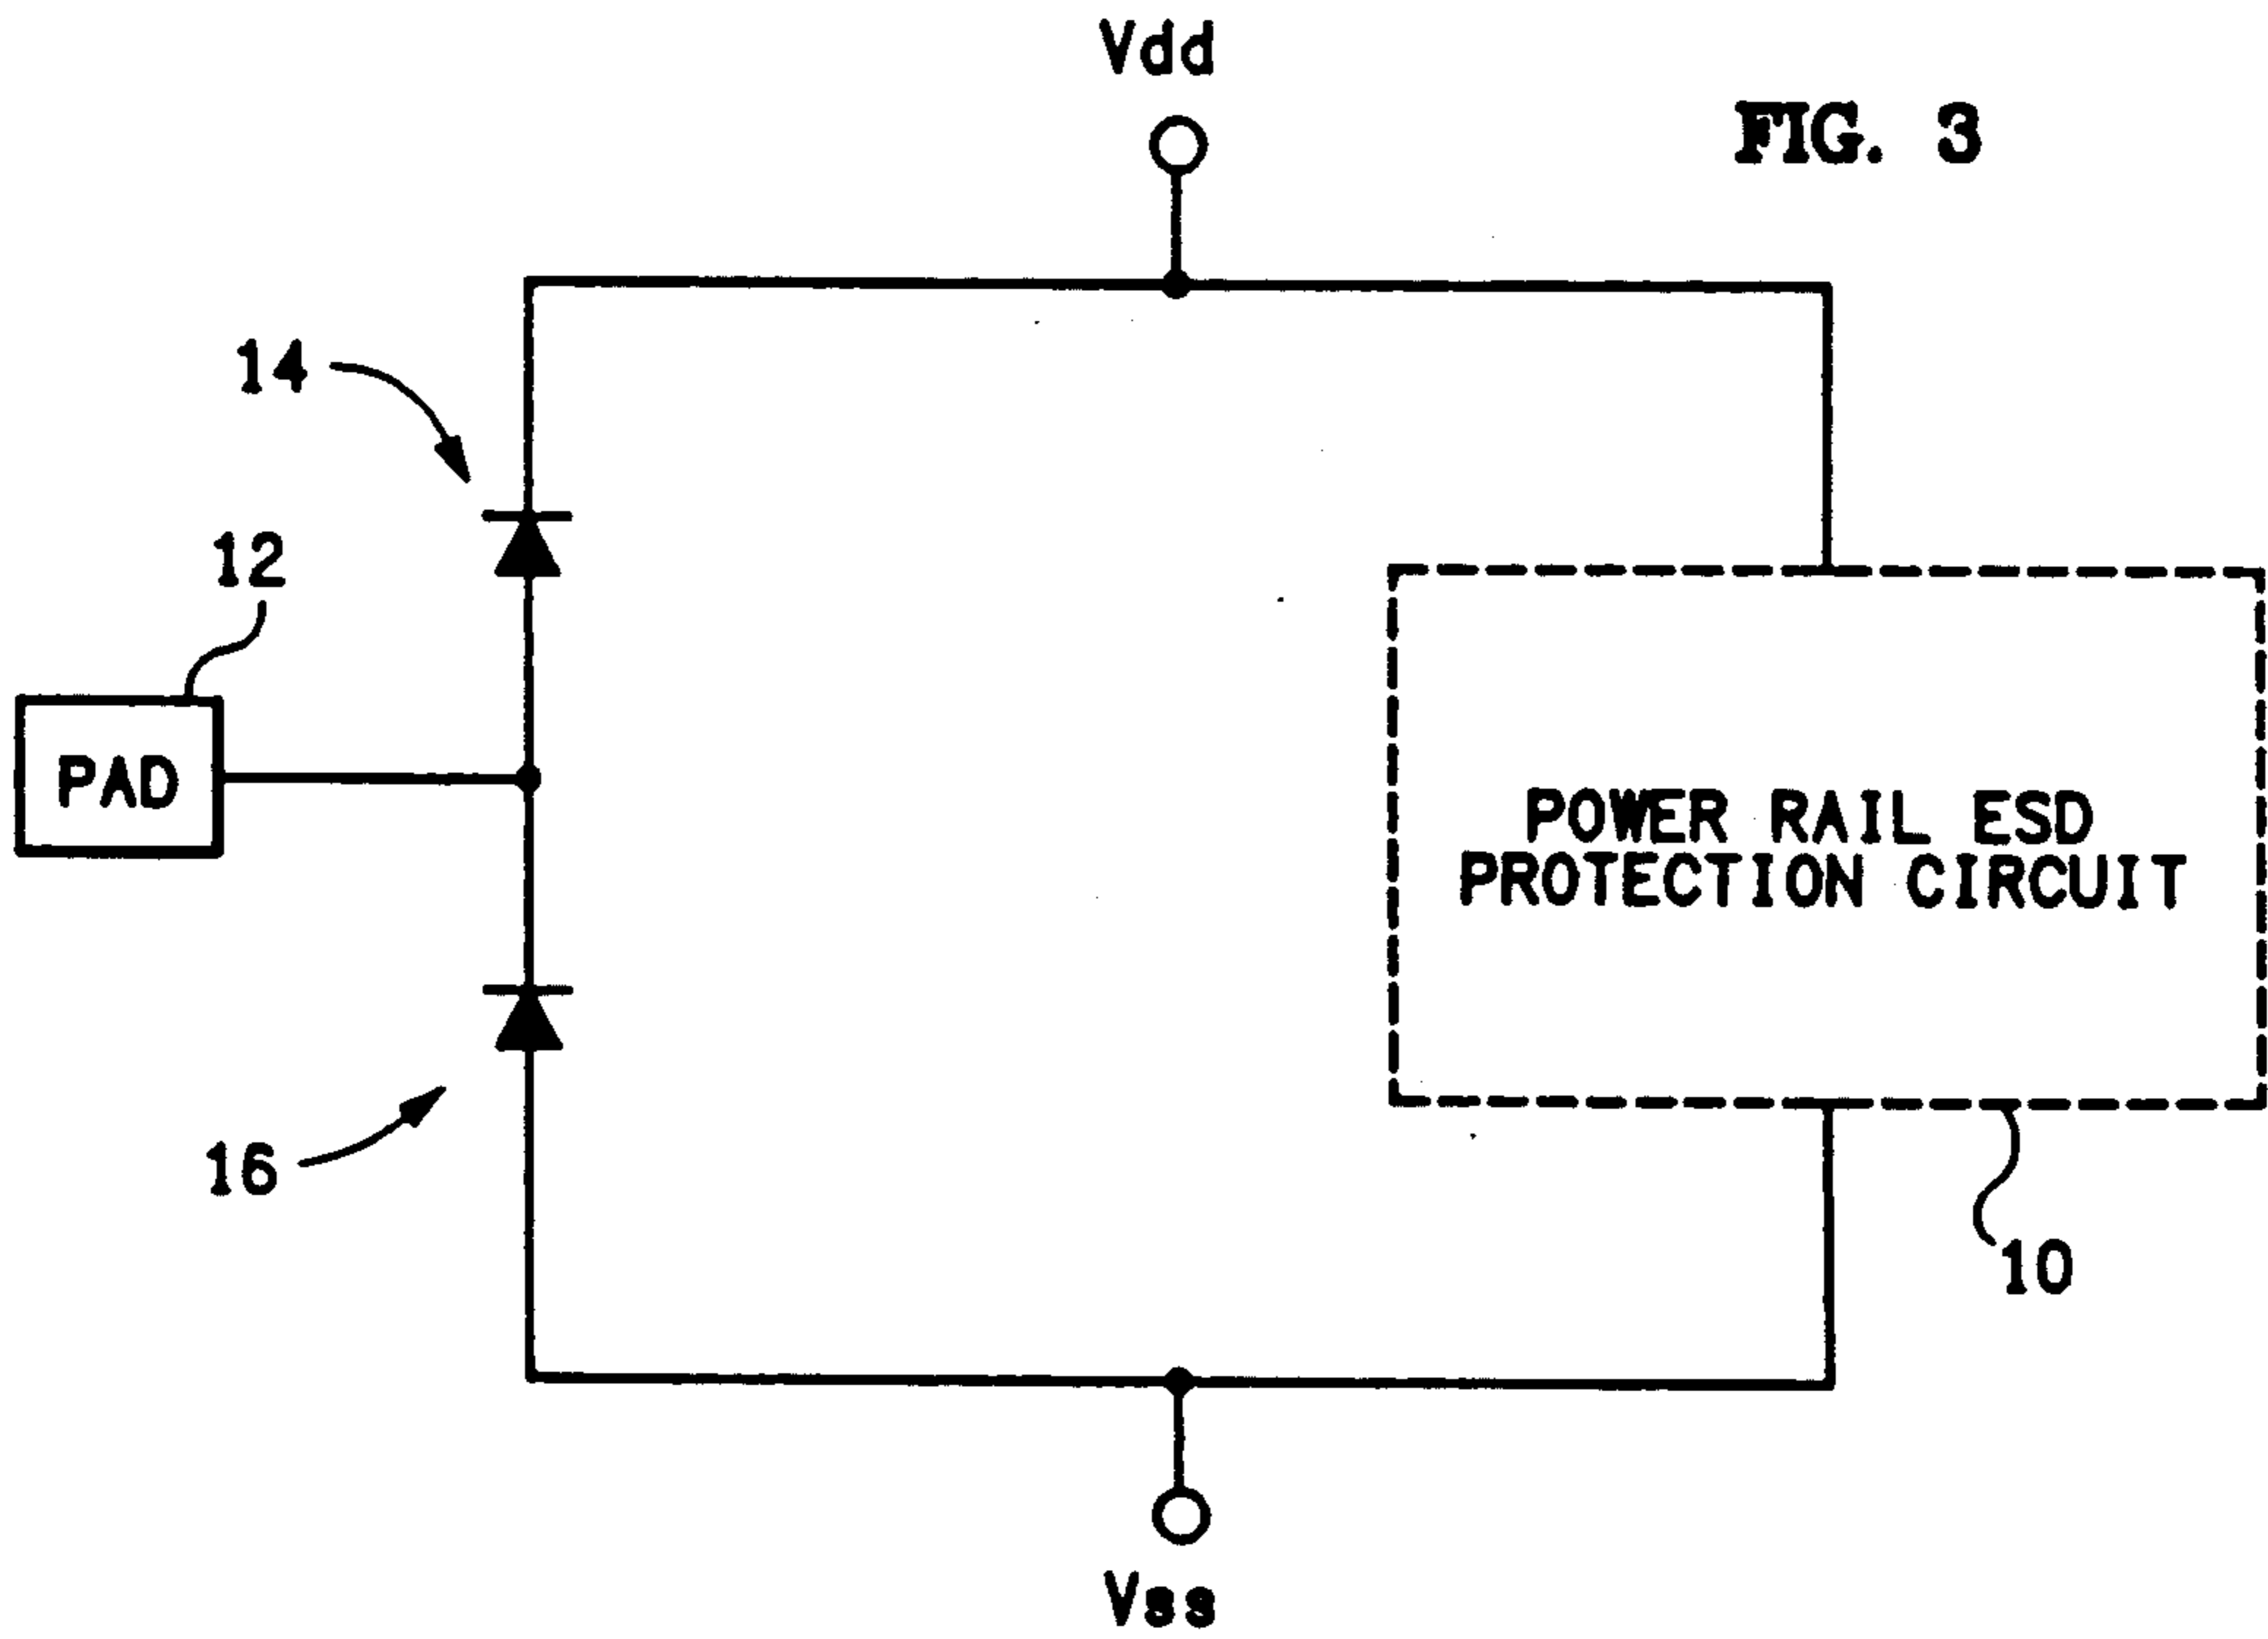 Vdd
FIG. 3
14
12
PAD
POWER RAIL ESD
PROTECTION CIRCUIT
16
10
Vss